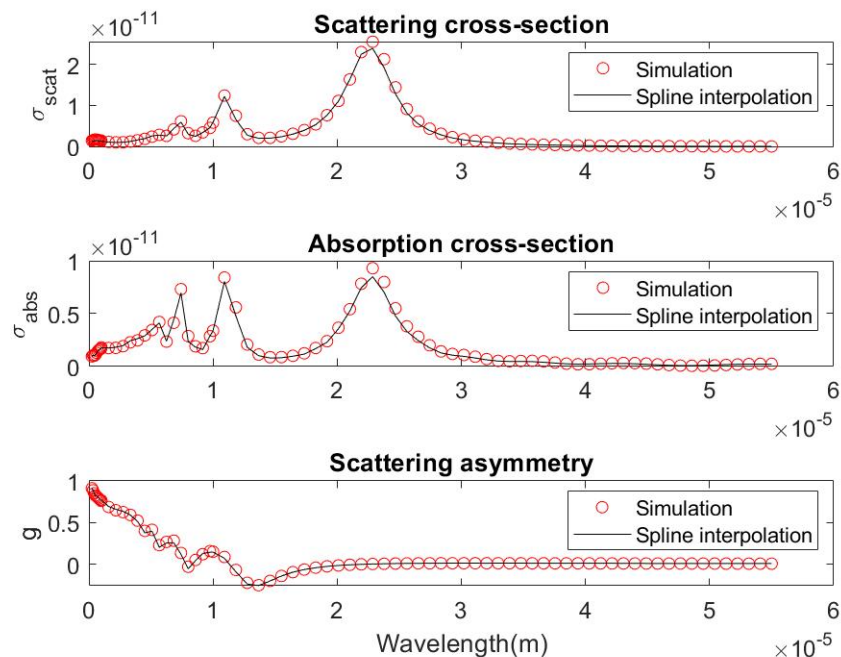 ×10⁻¹¹
Scattering cross-section
σscat
2
1
0
Simulation
Spline interpolation
0 1 2 3 4 5 6
×10⁻⁵
×10⁻¹¹
Absorption cross-section
σabs
1
0.5
0
Simulation
Spline interpolation
0 1 2 3 4 5 6
×10⁻⁵
Scattering asymmetry
g
1
0.5
0
Simulation
Spline interpolation
0 1 2 3 4 5 6
Wavelength(m)
×10⁻⁵